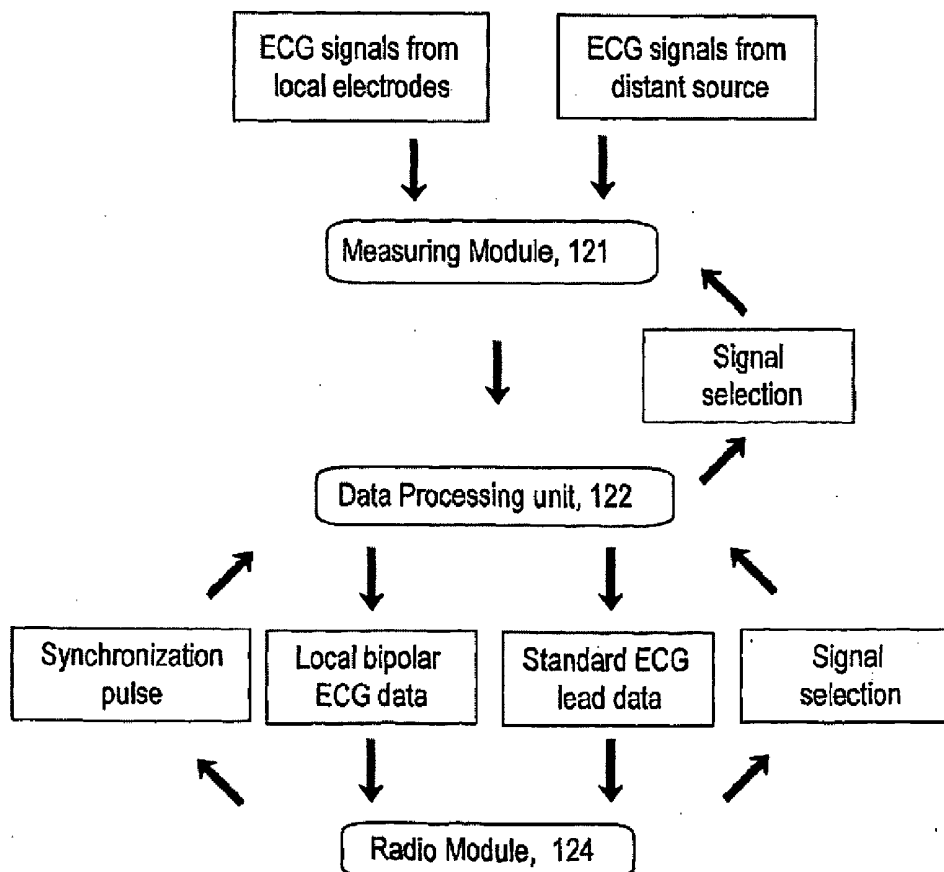 ECG signals from
local electrodes
ECG signals from
distant source
Measuring Module, 121
Signal
selection
Data Processing unit, 122
Synchronization
pulse
Local bipolar
ECG data
Standard ECG
lead data
Signal
selection
Radio Module, 124